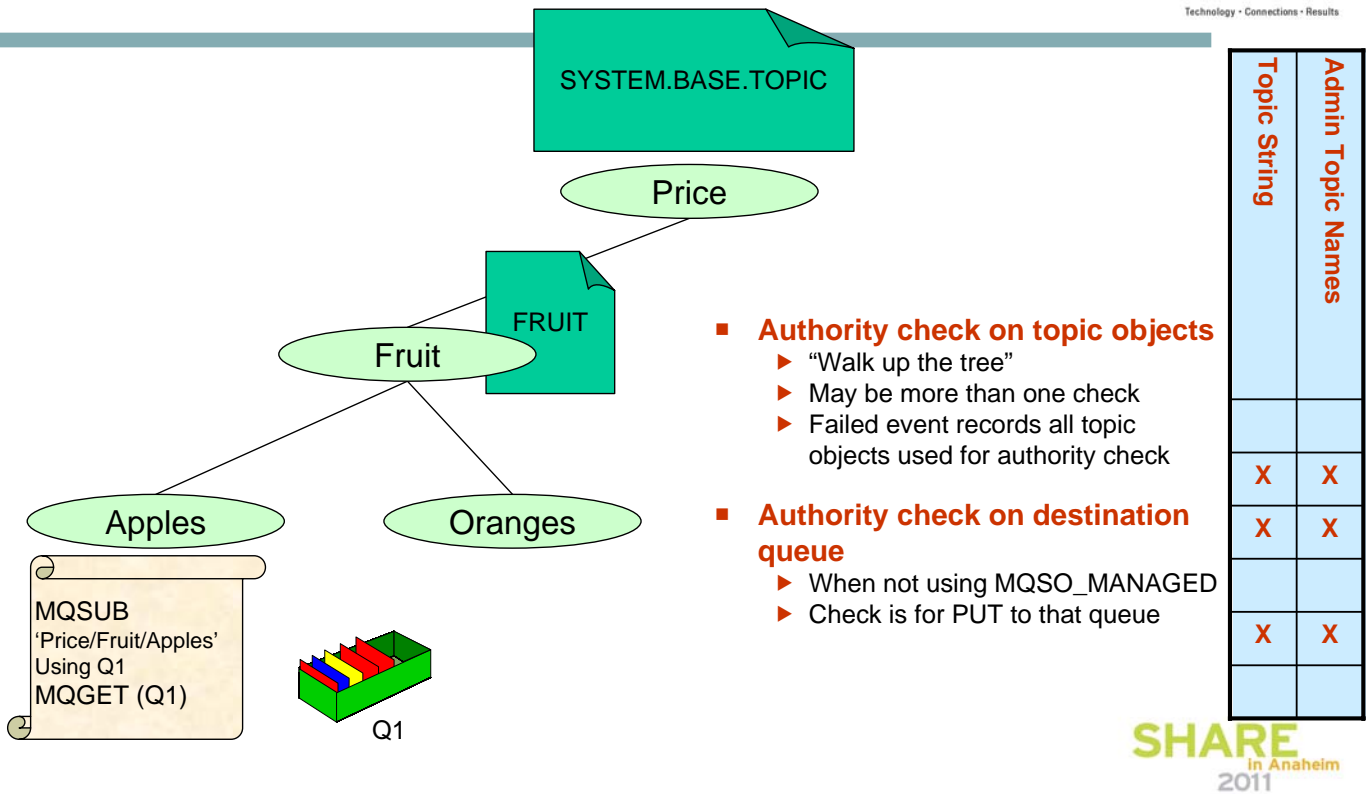 Technology • Connections • Results
SYSTEM.BASE.TOPIC
Price
FRUIT
Fruit
Apples
Oranges
MQSUB
‘Price/Fruit/Apples’
Using Q1
MQGET (Q1)
Q1
Authority check on topic objects
“Walk up the tree”
May be more than one check
Failed event records all topic
objects used for authority check
Authority check on destination
queue
When not using MQSO_MANAGED
Check is for PUT to that queue
Topic String
Admin Topic Names
X X
X X
X X
SHARE
in Anaheim
2011